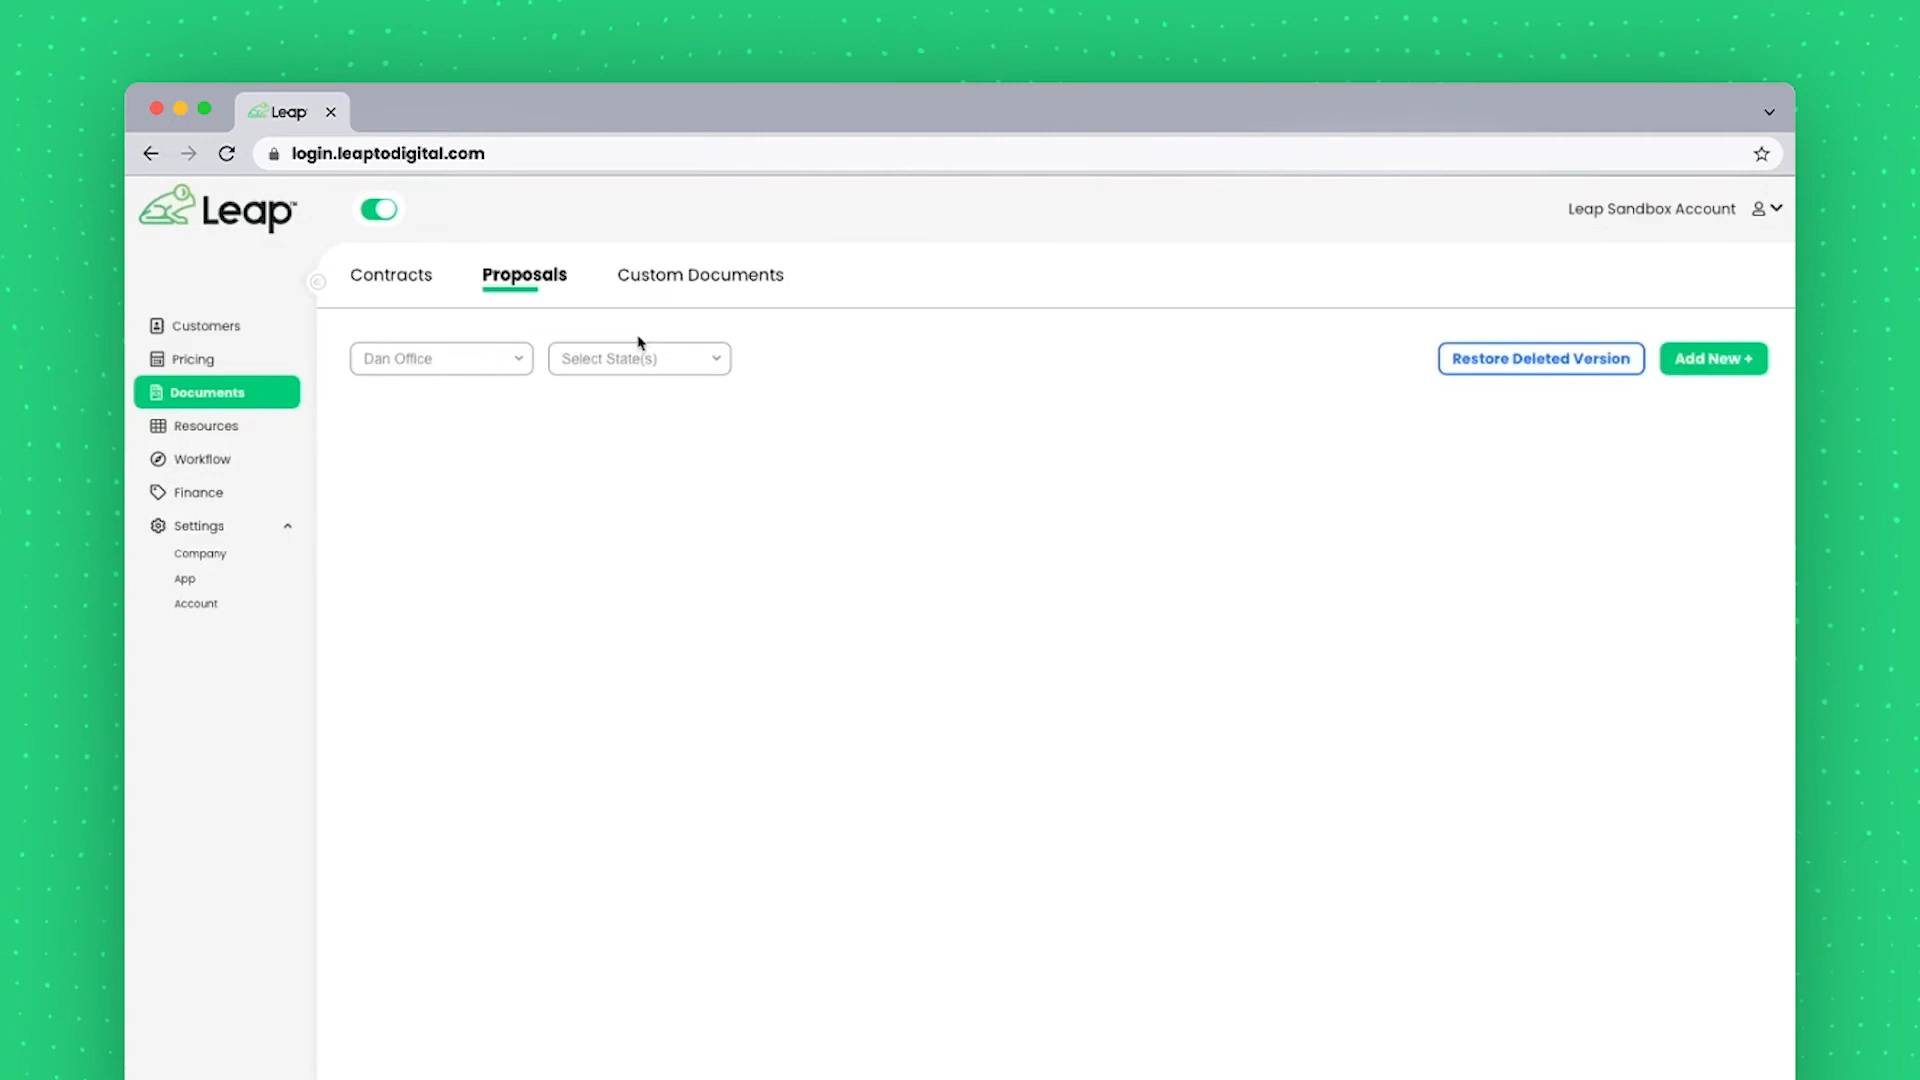 Leap
login.leaptodigital.com
Leap™
Leap Sandbox Account
Contracts
Proposals
Custom Documents
Customers
Pricing
Documents
Resources
Workflow
Finance
Settings
Company
App
Account
Dan Office
Select State(s)
Restore Deleted Version
Add New +